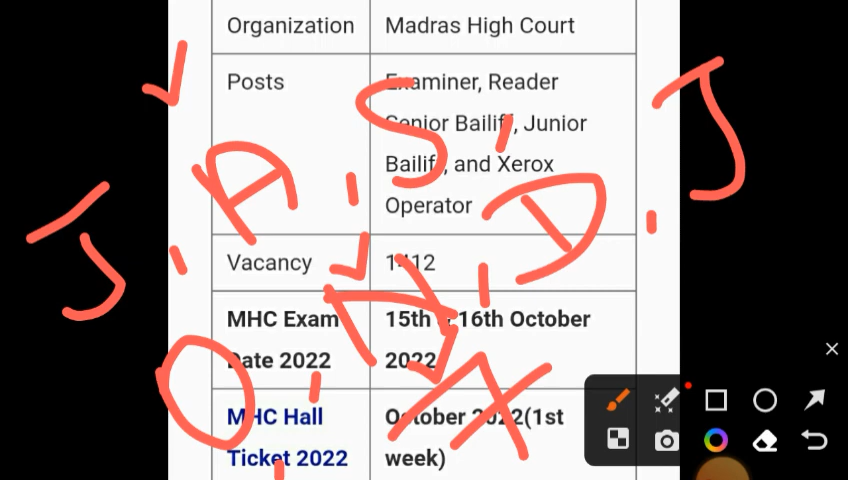 Organization Madras High Court
Posts Examiner, Reader
Senior Bailiff, Junior
Bailiff, and Xerox
Operator
Vacancy 1412
MHC Exam 15th & 16th October
Date 2022 2022
MHC Hall October 2022(1st
Ticket 2022 week)
J A S D J
O N